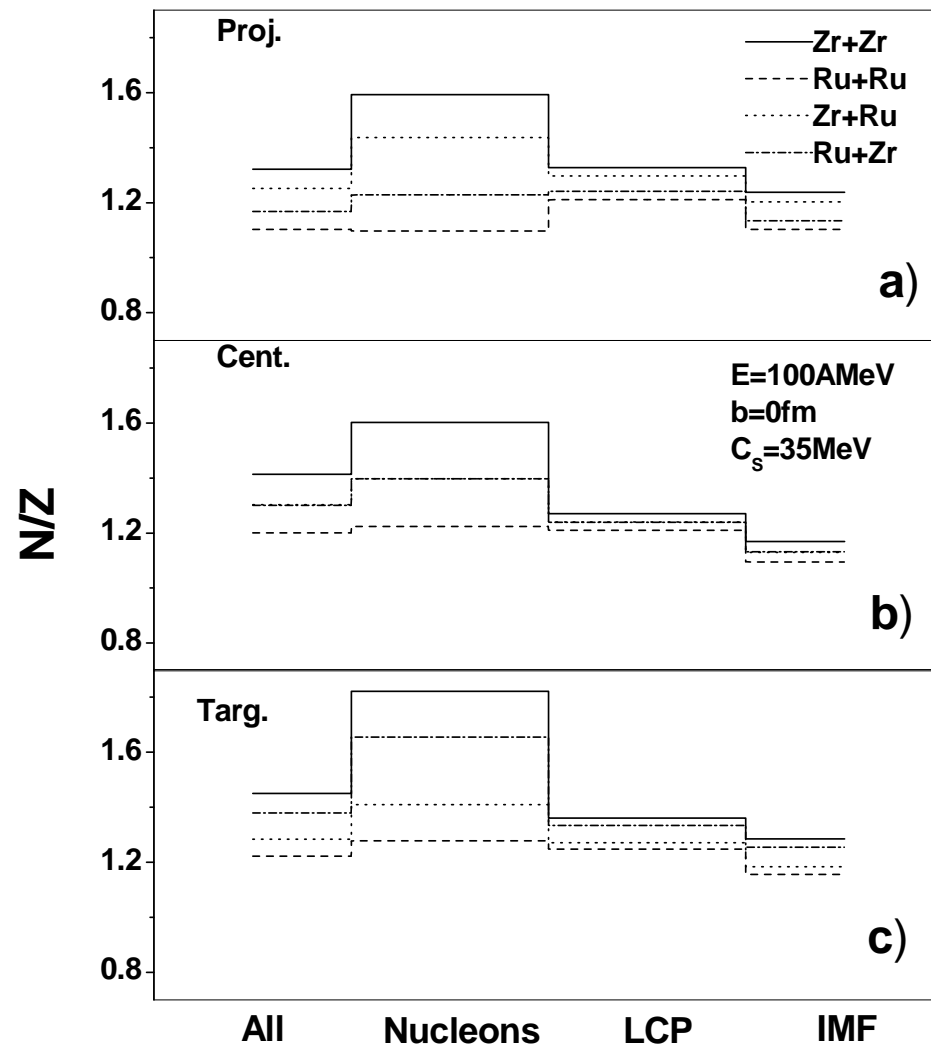 Proj.
Zr+Zr
Ru+Ru
Zr+Ru
Ru+Zr
1.6
1.2
0.8
a)
Cent.
E=100AMeV
b=0fm
C_S=35MeV
1.6
1.2
0.8
b)
N/Z
Targ.
1.6
1.2
0.8
c)
All Nucleons LCP IMF